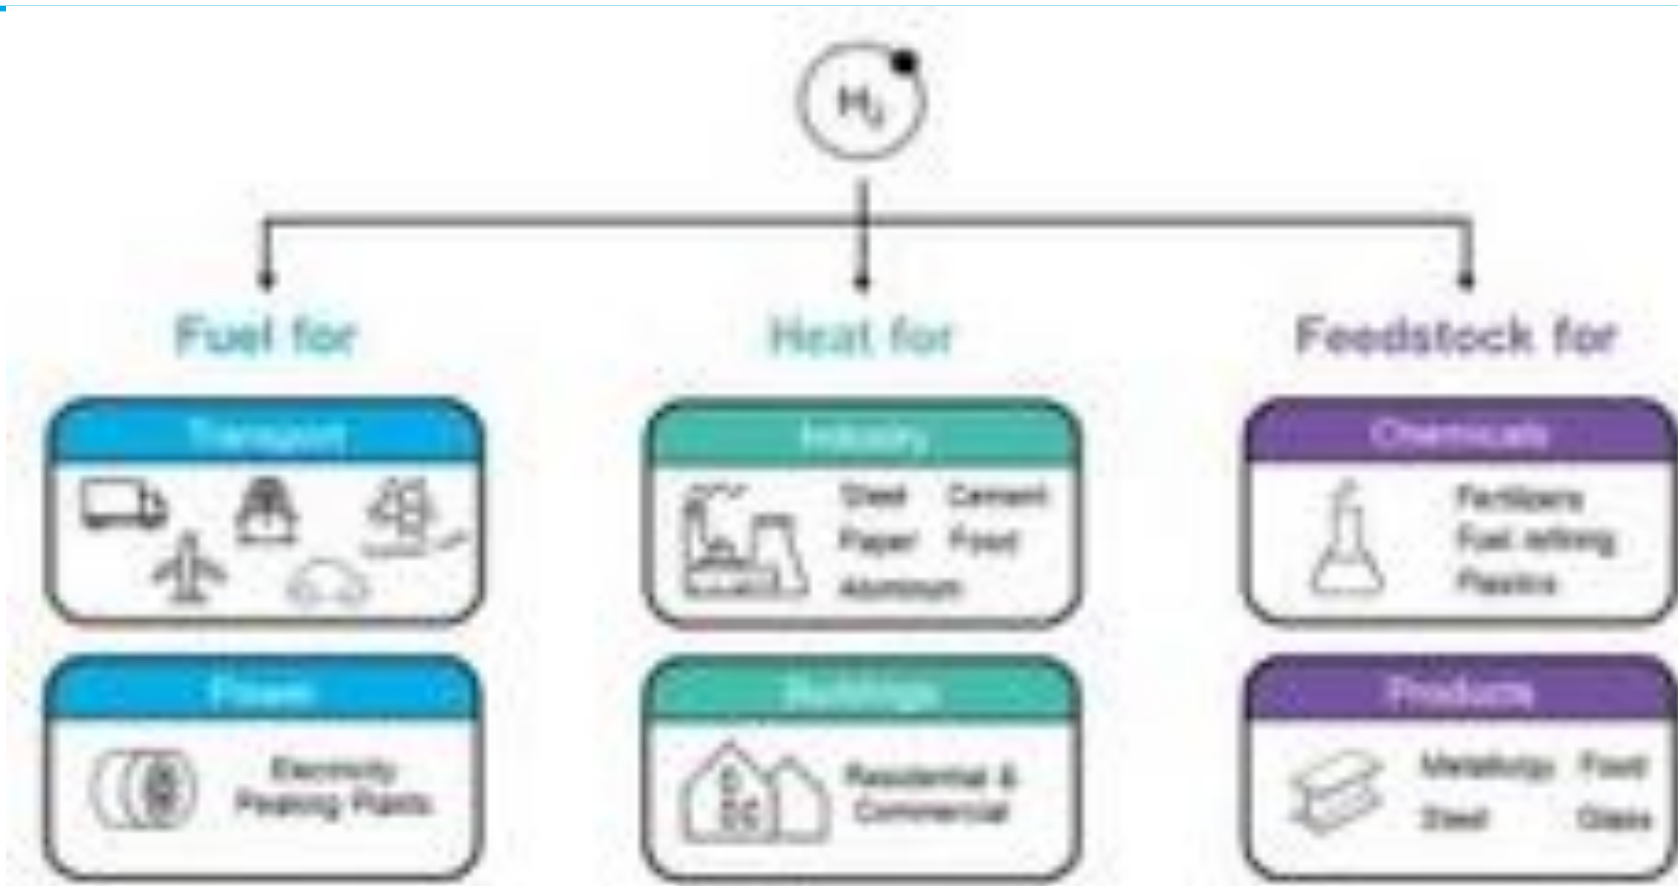 H₂
Fuel for
Heat for
Feedstock for
Transport
Industry
Chemicals
Steel Cement
Paper Food
Aluminum
Fertilizers
Fuel refining
Plastics
Power
Buildings
Products
Electricity
Peaking Plants
Residential &
Commercial
Metallurgy Food
Steel Glass